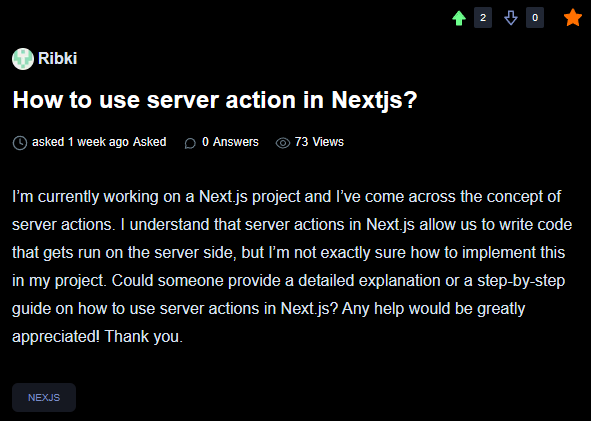 2 0
Ribki
How to use server action in Nextjs?
asked 1 week ago Asked 0 Answers 73 Views
I’m currently working on a Next.js project and I’ve come across the concept of
server actions. I understand that server actions in Next.js allow us to write code
that gets run on the server side, but I’m not exactly sure how to implement this
in my project. Could someone provide a detailed explanation or a step-by-step
guide on how to use server actions in Next.js? Any help would be greatly
appreciated! Thank you.
NEXJS